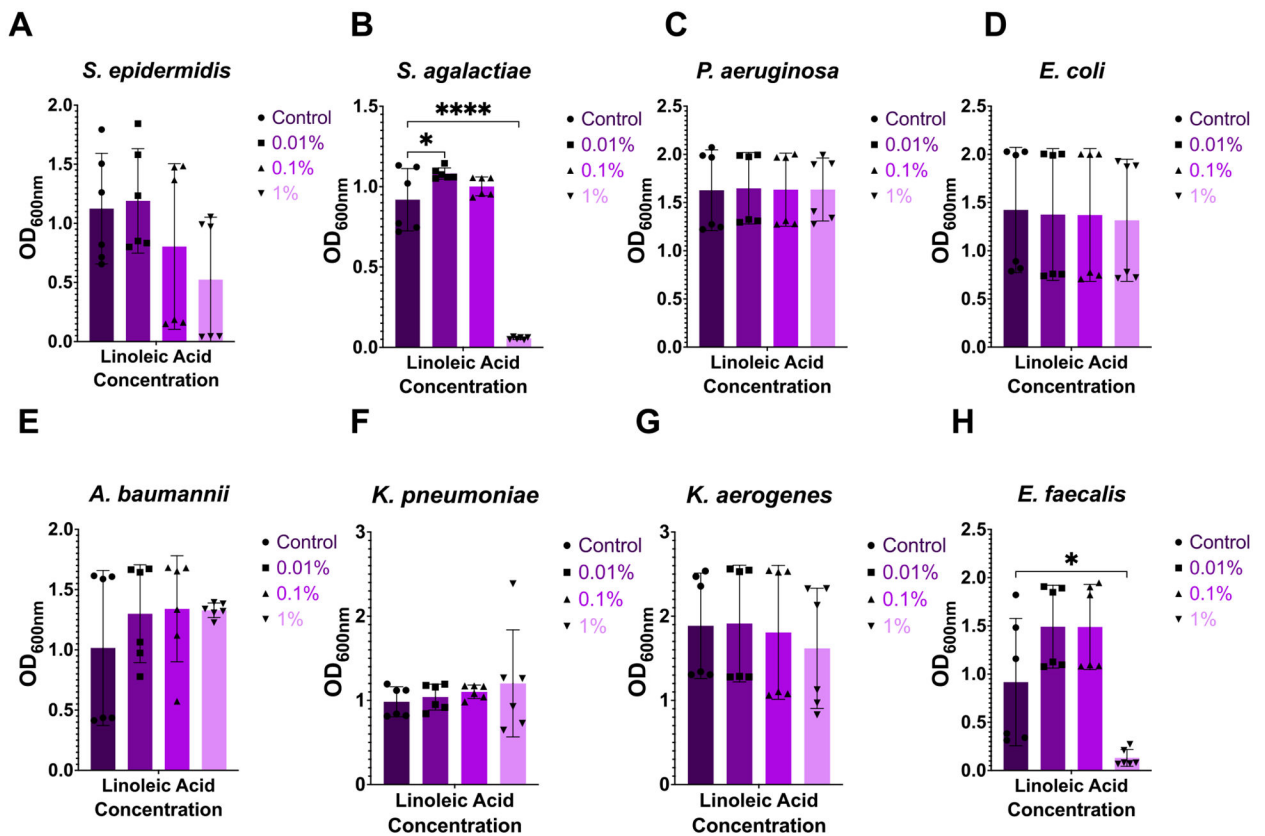 A
B
C
D
S. epidermidis
S. agalactiae
P. aeruginosa
E. coli
OD600nm
2.0
1.5
1.0
0.5
0.0
Linoleic Acid
Concentration
Control
0.01%
0.1%
1%
OD600nm
1.5
1.0
0.5
0.0
****
*
Linoleic Acid
Concentration
Control
0.01%
0.1%
1%
OD600nm
2.5
2.0
1.5
1.0
0.5
0.0
Linoleic Acid
Concentration
Control
0.01%
0.1%
1%
OD600nm
2.5
2.0
1.5
1.0
0.5
0.0
Linoleic Acid
Concentration
Control
0.01%
0.1%
1%
E
F
G
H
A. baumannii
K. pneumoniae
K. aerogenes
E. faecalis
OD600nm
2.0
1.5
1.0
0.5
0.0
Linoleic Acid
Concentration
Control
0.01%
0.1%
1%
OD600nm
3
2
1
0
Linoleic Acid
Concentration
Control
0.01%
0.1%
1%
OD600nm
3
2
1
0
Linoleic Acid
Concentration
Control
0.01%
0.1%
1%
OD600nm
2.5
2.0
1.5
1.0
0.5
0.0
*
Linoleic Acid
Concentration
Control
0.01%
0.1%
1%